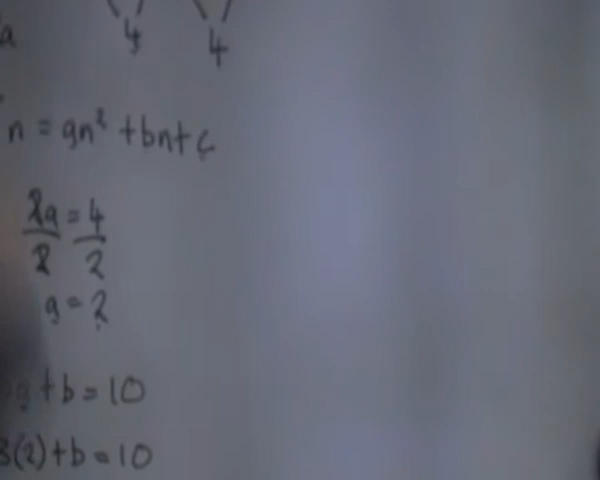 a 4 4
n = an² + bn + c
2a = 4
2 2
a = 2
a + b = 10
3(2) + b = 10